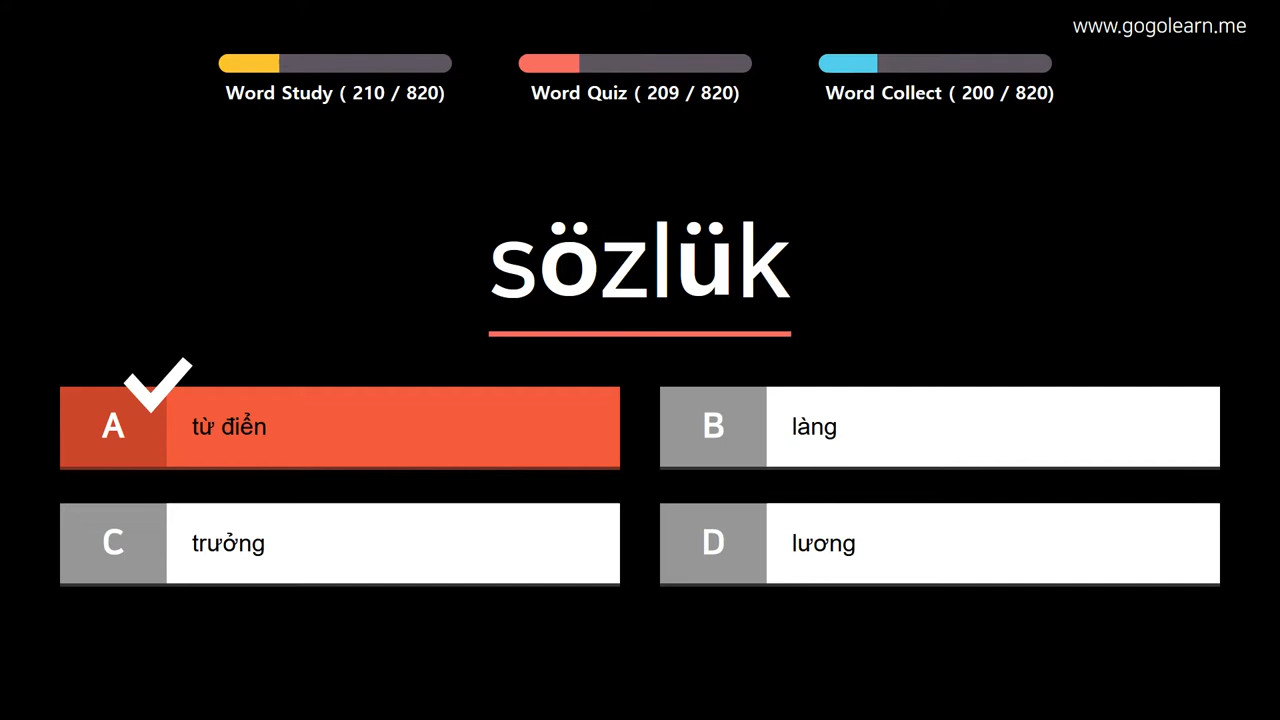 www.gogolearn.me
Word Study ( 210 / 820)
Word Quiz ( 209 / 820)
Word Collect ( 200 / 820)
sözlük
A từ điển
B làng
C trưởng
D lương